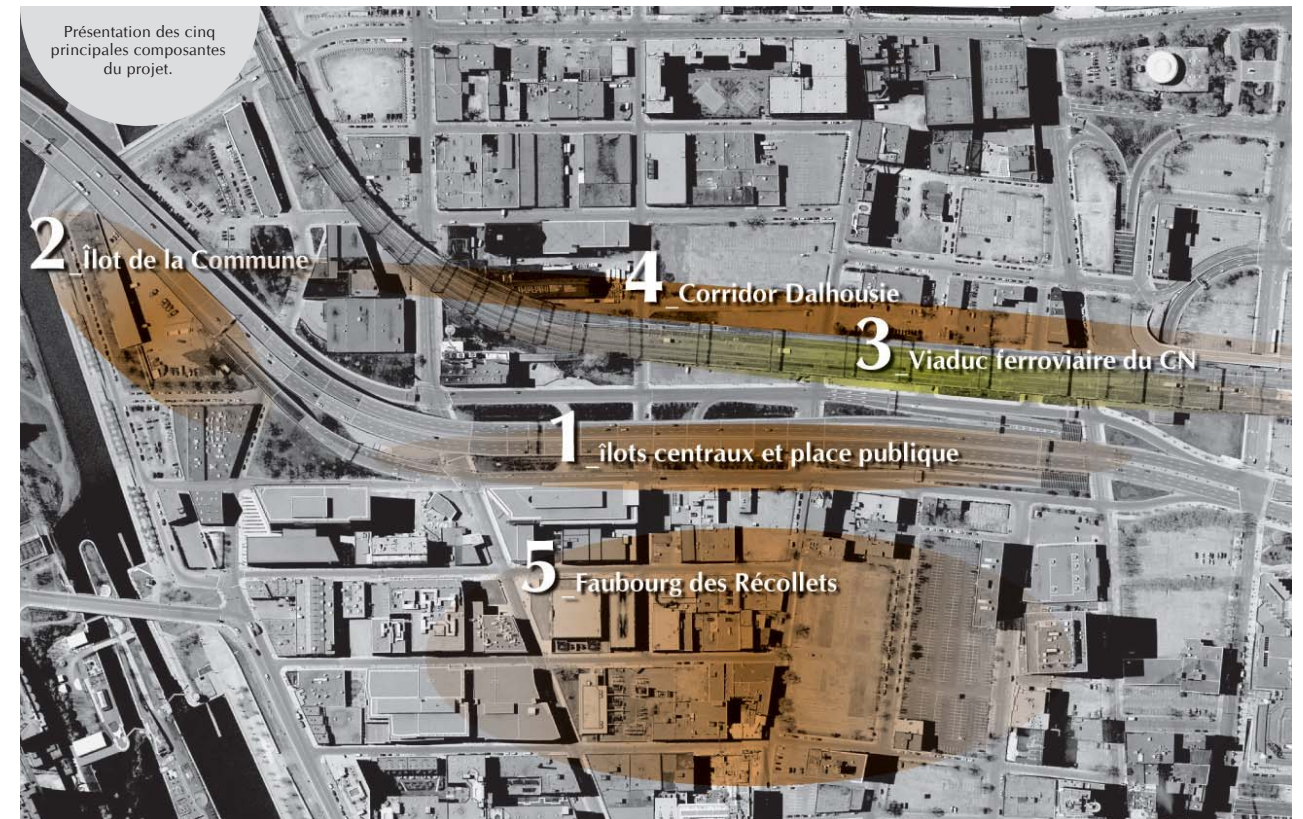 Présentation des cinq
principales composantes
du projet.
2_Îlot de la Commune
4_Corridor Dalhousie
3_Viaduc ferroviaire du CN
1_îlots centraux et place publique
5_Faubourg des Récollets